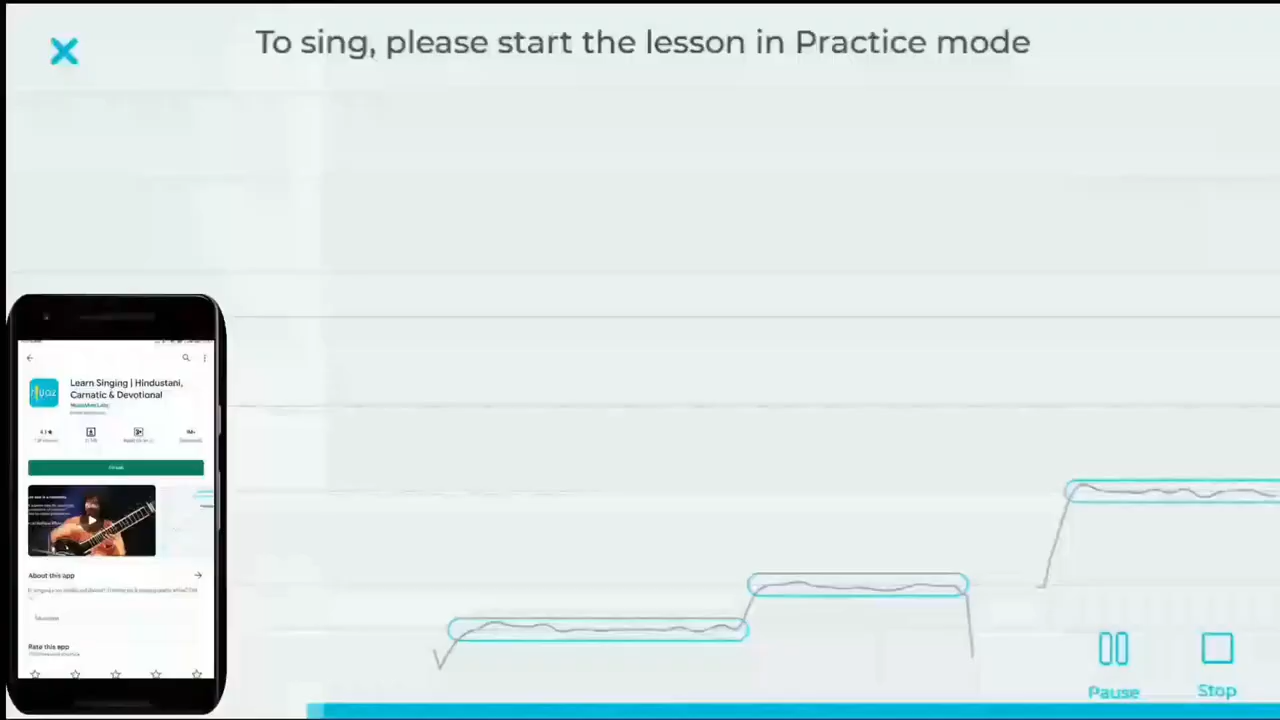 To sing, please start the lesson in Practice mode
Learn Singing | Hindustani,
Carnatic & Devotional
About this app
Rate this app
Pause
Stop